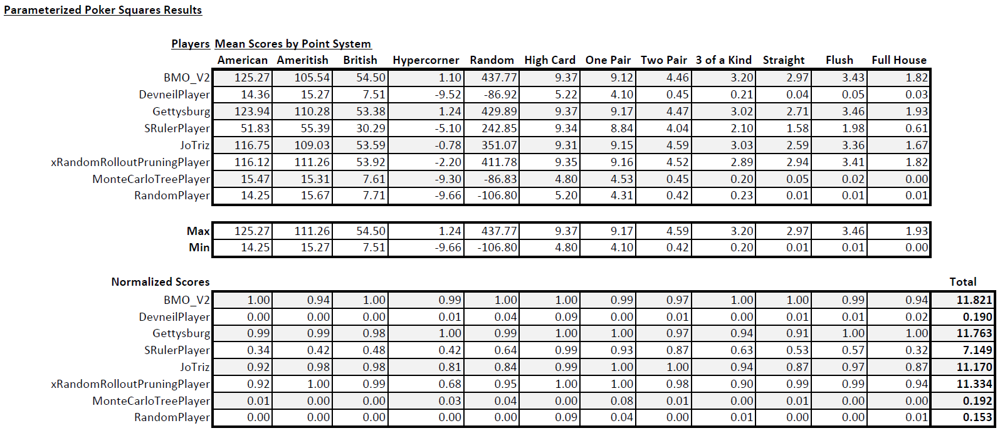 Parameterized Poker Squares Results
Players Mean Scores by Point System
American Ameritish British Hypercorner Random High Card One Pair Two Pair 3 of a Kind Straight Flush Full House
BMO_V2 125.27 105.54 54.50 1.10 437.77 9.37 9.12 4.46 3.20 2.97 3.43 1.82
DevneilPlayer 14.36 15.27 7.51 -9.52 -86.92 5.22 4.10 0.45 0.21 0.04 0.05 0.03
Gettysburg 123.94 110.28 53.38 1.24 429.89 9.37 9.17 4.47 3.02 2.71 3.46 1.93
SRulerPlayer 51.83 55.39 30.29 -5.10 242.85 9.34 8.84 4.04 2.10 1.58 1.98 0.61
JoTriz 116.75 109.03 53.59 -0.78 351.07 9.31 9.15 4.59 3.03 2.59 3.36 1.67
xRandomRolloutPruningPlayer 116.12 111.26 53.92 -2.20 411.78 9.35 9.16 4.52 2.89 2.94 3.41 1.82
MonteCarloTreePlayer 15.47 15.31 7.61 -9.30 -86.83 4.80 4.53 0.45 0.20 0.05 0.02 0.00
RandomPlayer 14.25 15.67 7.71 -9.66 -106.80 5.20 4.31 0.42 0.23 0.01 0.01 0.01
Max 125.27 111.26 54.50 1.24 437.77 9.37 9.17 4.59 3.20 2.97 3.46 1.93
Min 14.25 15.27 7.51 -9.66 -106.80 4.80 4.10 0.42 0.20 0.01 0.01 0.00
Normalized Scores Total
BMO_V2 1.00 0.94 1.00 0.99 1.00 1.00 0.99 0.97 1.00 1.00 0.99 0.94 11.821
DevneilPlayer 0.00 0.00 0.00 0.01 0.04 0.09 0.00 0.01 0.00 0.01 0.01 0.02 0.190
Gettysburg 0.99 0.99 0.98 1.00 0.99 1.00 1.00 0.97 0.94 0.91 1.00 1.00 11.763
SRulerPlayer 0.34 0.42 0.48 0.42 0.64 0.99 0.93 0.87 0.63 0.53 0.57 0.32 7.149
JoTriz 0.92 0.98 0.98 0.81 0.84 0.99 1.00 1.00 0.94 0.87 0.97 0.87 11.170
xRandomRolloutPruningPlayer 0.92 1.00 0.99 0.68 0.95 1.00 1.00 0.98 0.90 0.99 0.99 0.94 11.334
MonteCarloTreePlayer 0.01 0.00 0.00 0.03 0.04 0.00 0.08 0.01 0.00 0.01 0.00 0.00 0.192
RandomPlayer 0.00 0.00 0.00 0.00 0.00 0.09 0.04 0.00 0.01 0.00 0.00 0.01 0.153